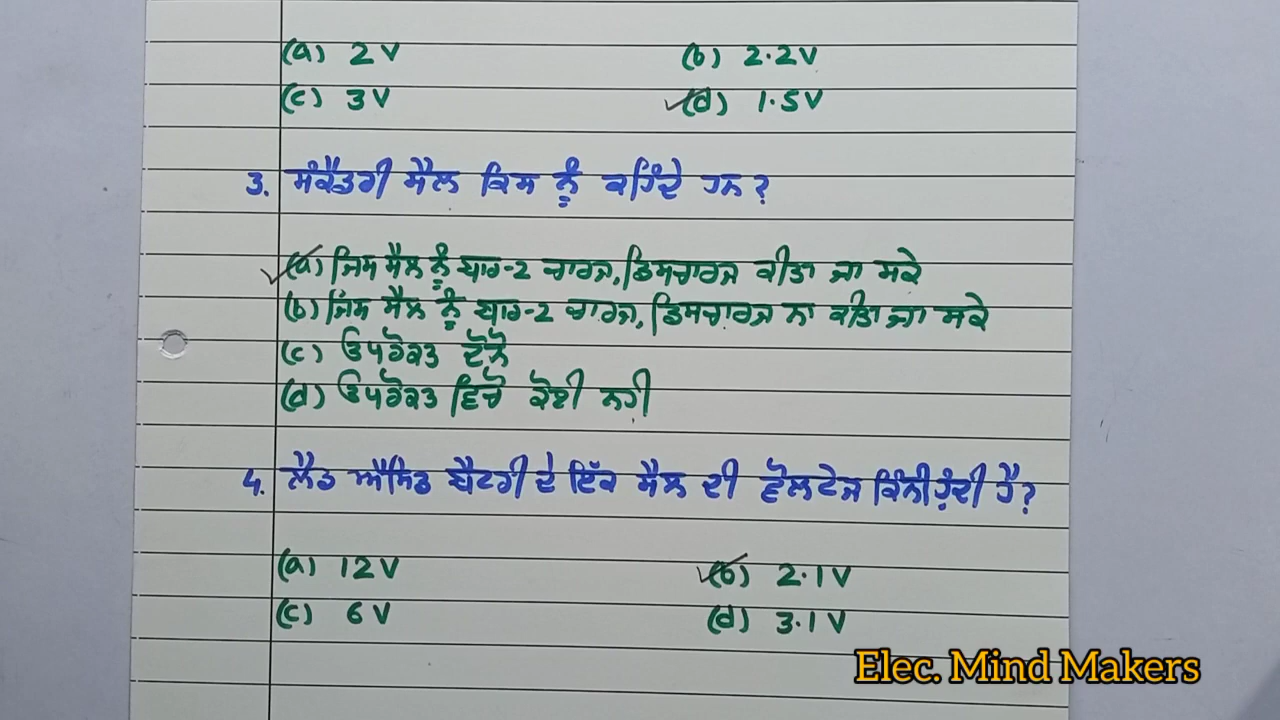 (a) 2V (b) 2.2V
(c) 3V (d) 1.5V
3. ਸੰਕੈਡਰੀ ਸੈਲ ਕਿਸ ਨੂੰ ਕਹਿੰਦੇ ਹਨ?
(a) ਜਿਸ ਸੈਲ ਨੂੰ ਬਾਰ-2 ਚਾਰਜ, ਡਿਸਚਾਰਜ ਕੀਤਾ ਜਾ ਸਕੇ
(b) ਜਿਸ ਸੈਲ ਨੂੰ ਬਾਰ-2 ਚਾਰਜ, ਡਿਸਚਾਰਜ ਨਾ ਕੀਤਾ ਜਾ ਸਕੇ
(c) ਉਪਰੋਕਤ ਦੋਨੋ
(d) ਉਪਰੋਕਤ ਵਿਚੋ ਕੋਈ ਨਹੀ
4. ਲੈਡ ਐਸਿਡ ਬੈਟਰੀ ਦੇ ਇੱਕ ਸੈਲ ਦੀ ਵੋਲਟੇਜ ਕਿੰਨੀ ਹੁੰਦੀ ਹੈ?
(a) 12V (b) 2.1V
(c) 6V (d) 3.1V
Elec. Mind Makers